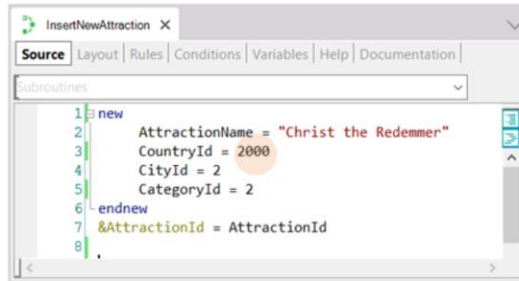 InsertNewAttraction X
Source Layout Rules Conditions Variables Help Documentation
Subroutines
1 new
2 AttractionName = "Christ the Redemmer"
3 CountryId = 2000
4 CityId = 2
5 CategoryId = 2
6 endnew
7 &AttractionId = AttractionId
8